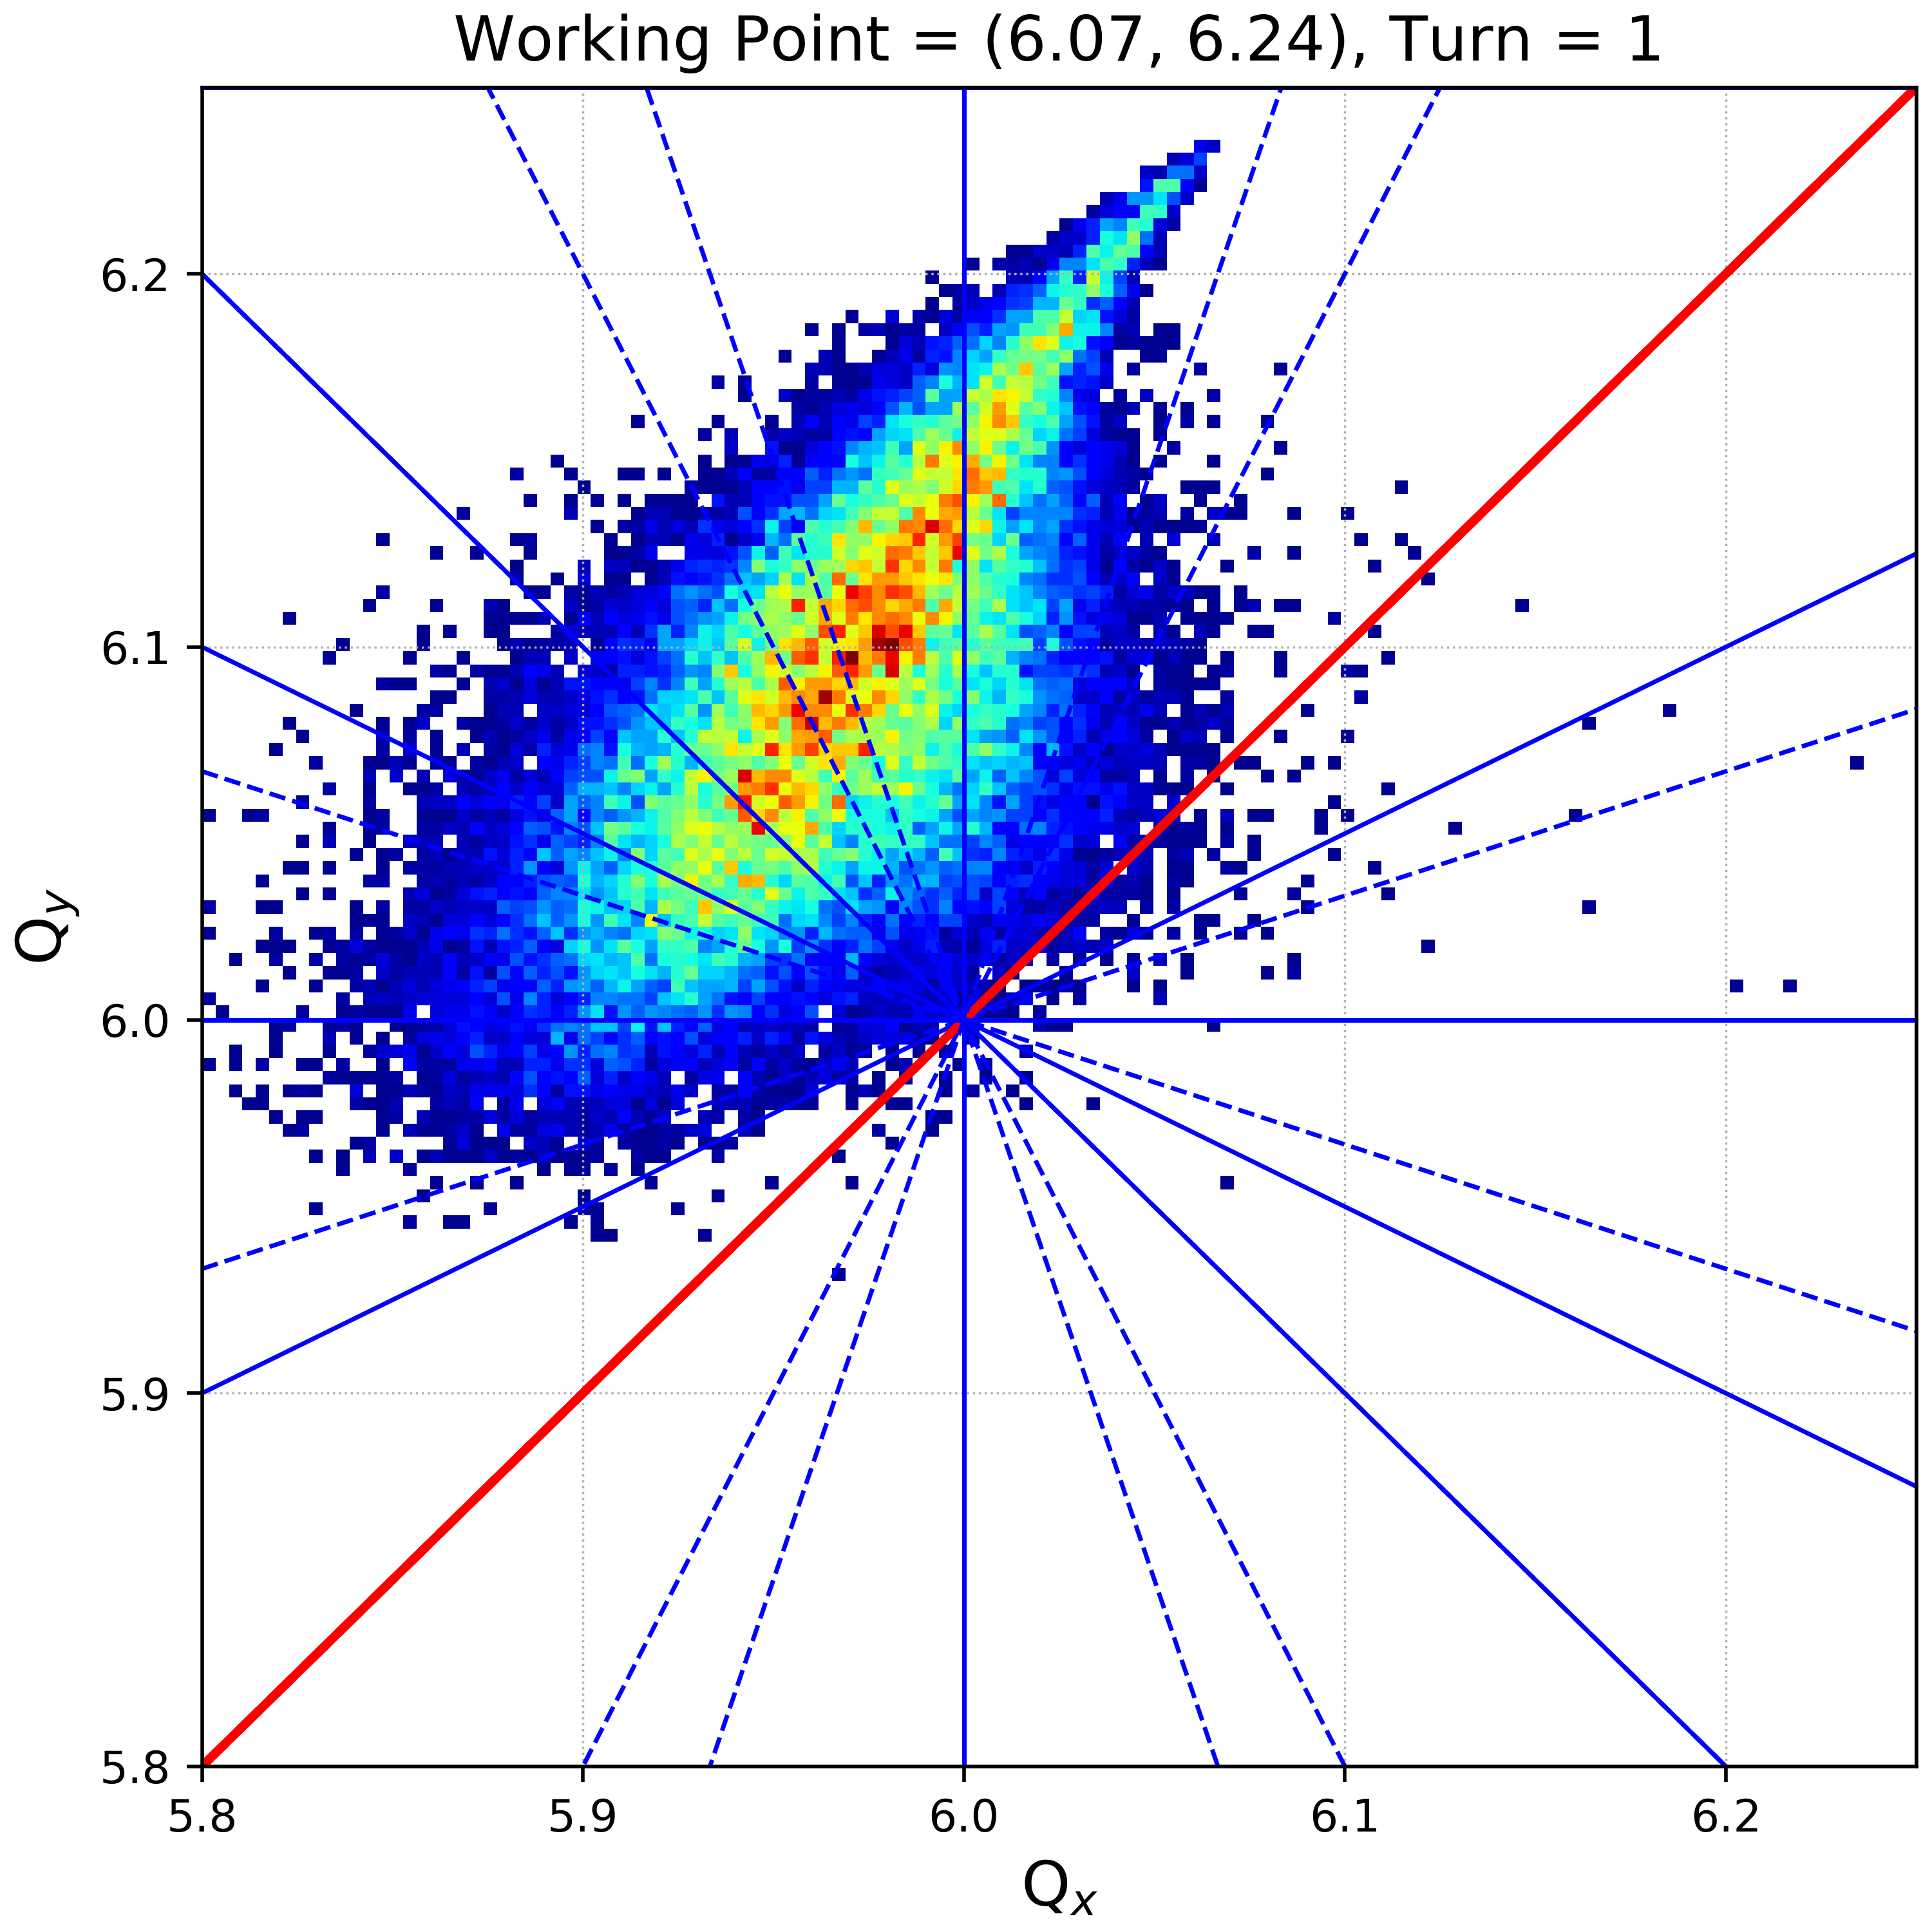 Working Point = (6.07, 6.24), Turn = 1
6.2
6.1
6.0
5.9
5.8
Qy
5.8 5.9 6.0 6.1 6.2
Qx